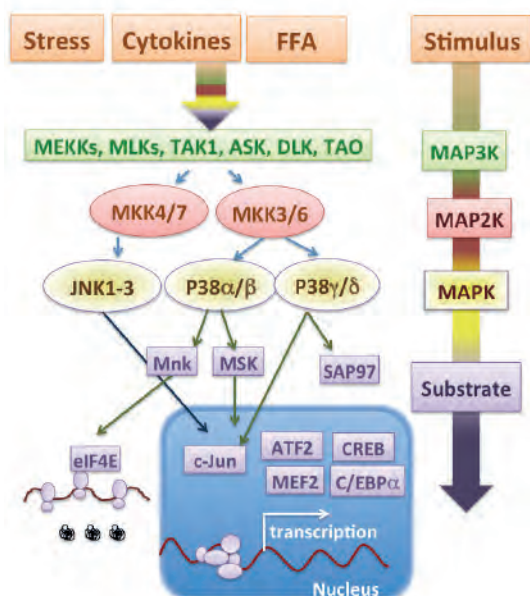 Stress Cytokines FFA Stimulus
MEKKs, MLKs, TAK1, ASK, DLK, TAO MAP3K
MKK4/7 MKK3/6 MAP2K
JNK1-3 P38α/β P38γ/δ MAPK
Mnk MSK SAP97 Substrate
eIF4E c-Jun ATF2 CREB
MEF2 C/EBPα
transcription
Nucleus